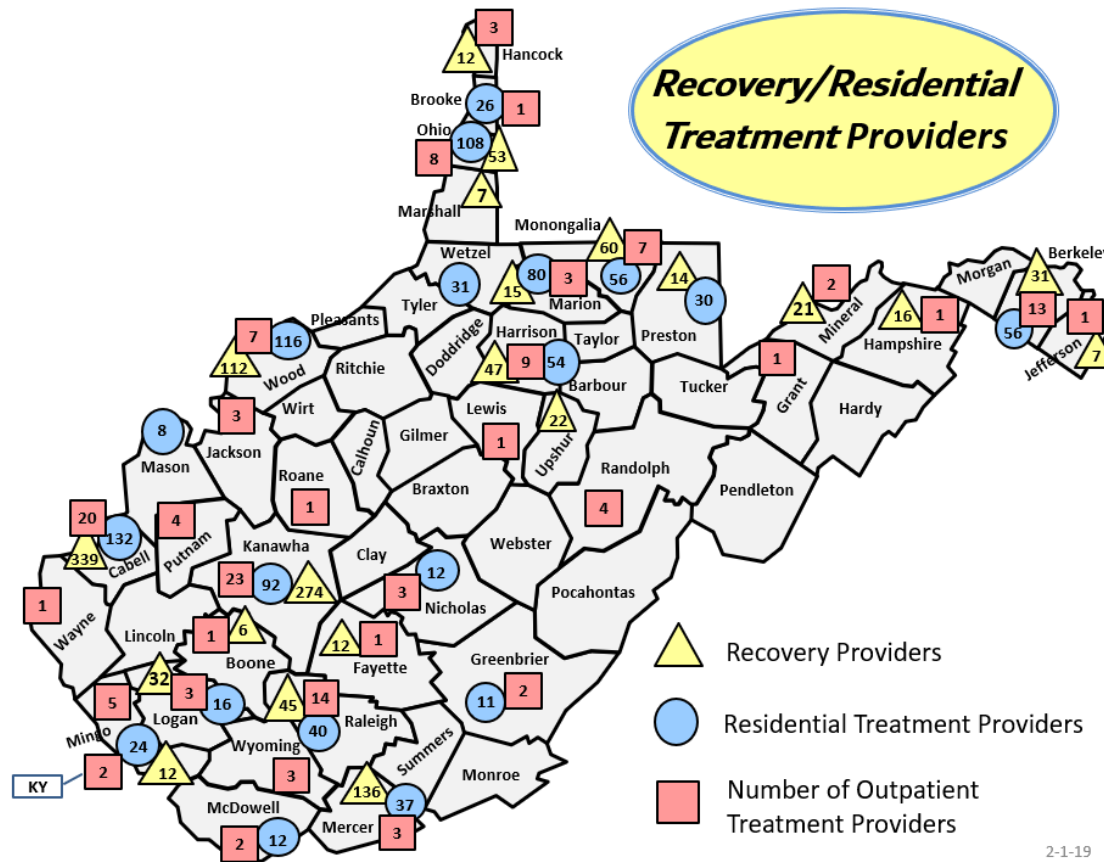 Recovery/Residential
Treatment Providers
3
12
Hancock
Brooke
26
1
Ohio
108
8
53
7
Marshall
Monongalia
60
7
Wetzel
31
15
80
3
Marion
56
14
30
Preston
Tyler
Pleasants
7
116
112
Wood
Doddridge
Harrison
47
9
54
Taylor
Barbour
Tucker
Ritchie
Wirt
21
2
Mineral
16
1
Hampshire
Morgan
Berkeley
31
13
56
1
7
Jefferson
1
Grant
Hardy
3
Jackson
8
Mason
Roane
1
Calhoun
Gilmer
Lewis
1
22
Upshur
Randolph
4
Pendleton
Braxton
Webster
Pocahontas
20
339
132
Cabell
4
Putnam
Kanawha
23
92
274
Clay
12
3
Nicholas
1
Wayne
Lincoln
1
6
Boone
12
1
Fayette
Greenbrier
11
2
32
3
16
Logan
5
Mingo
24
2
KY
12
45
14
40
Raleigh
Wyoming
3
Summers
Monroe
McDowell
2
12
136
37
Mercer
3
Recovery Providers
Residential Treatment Providers
Number of Outpatient
Treatment Providers
2-1-19